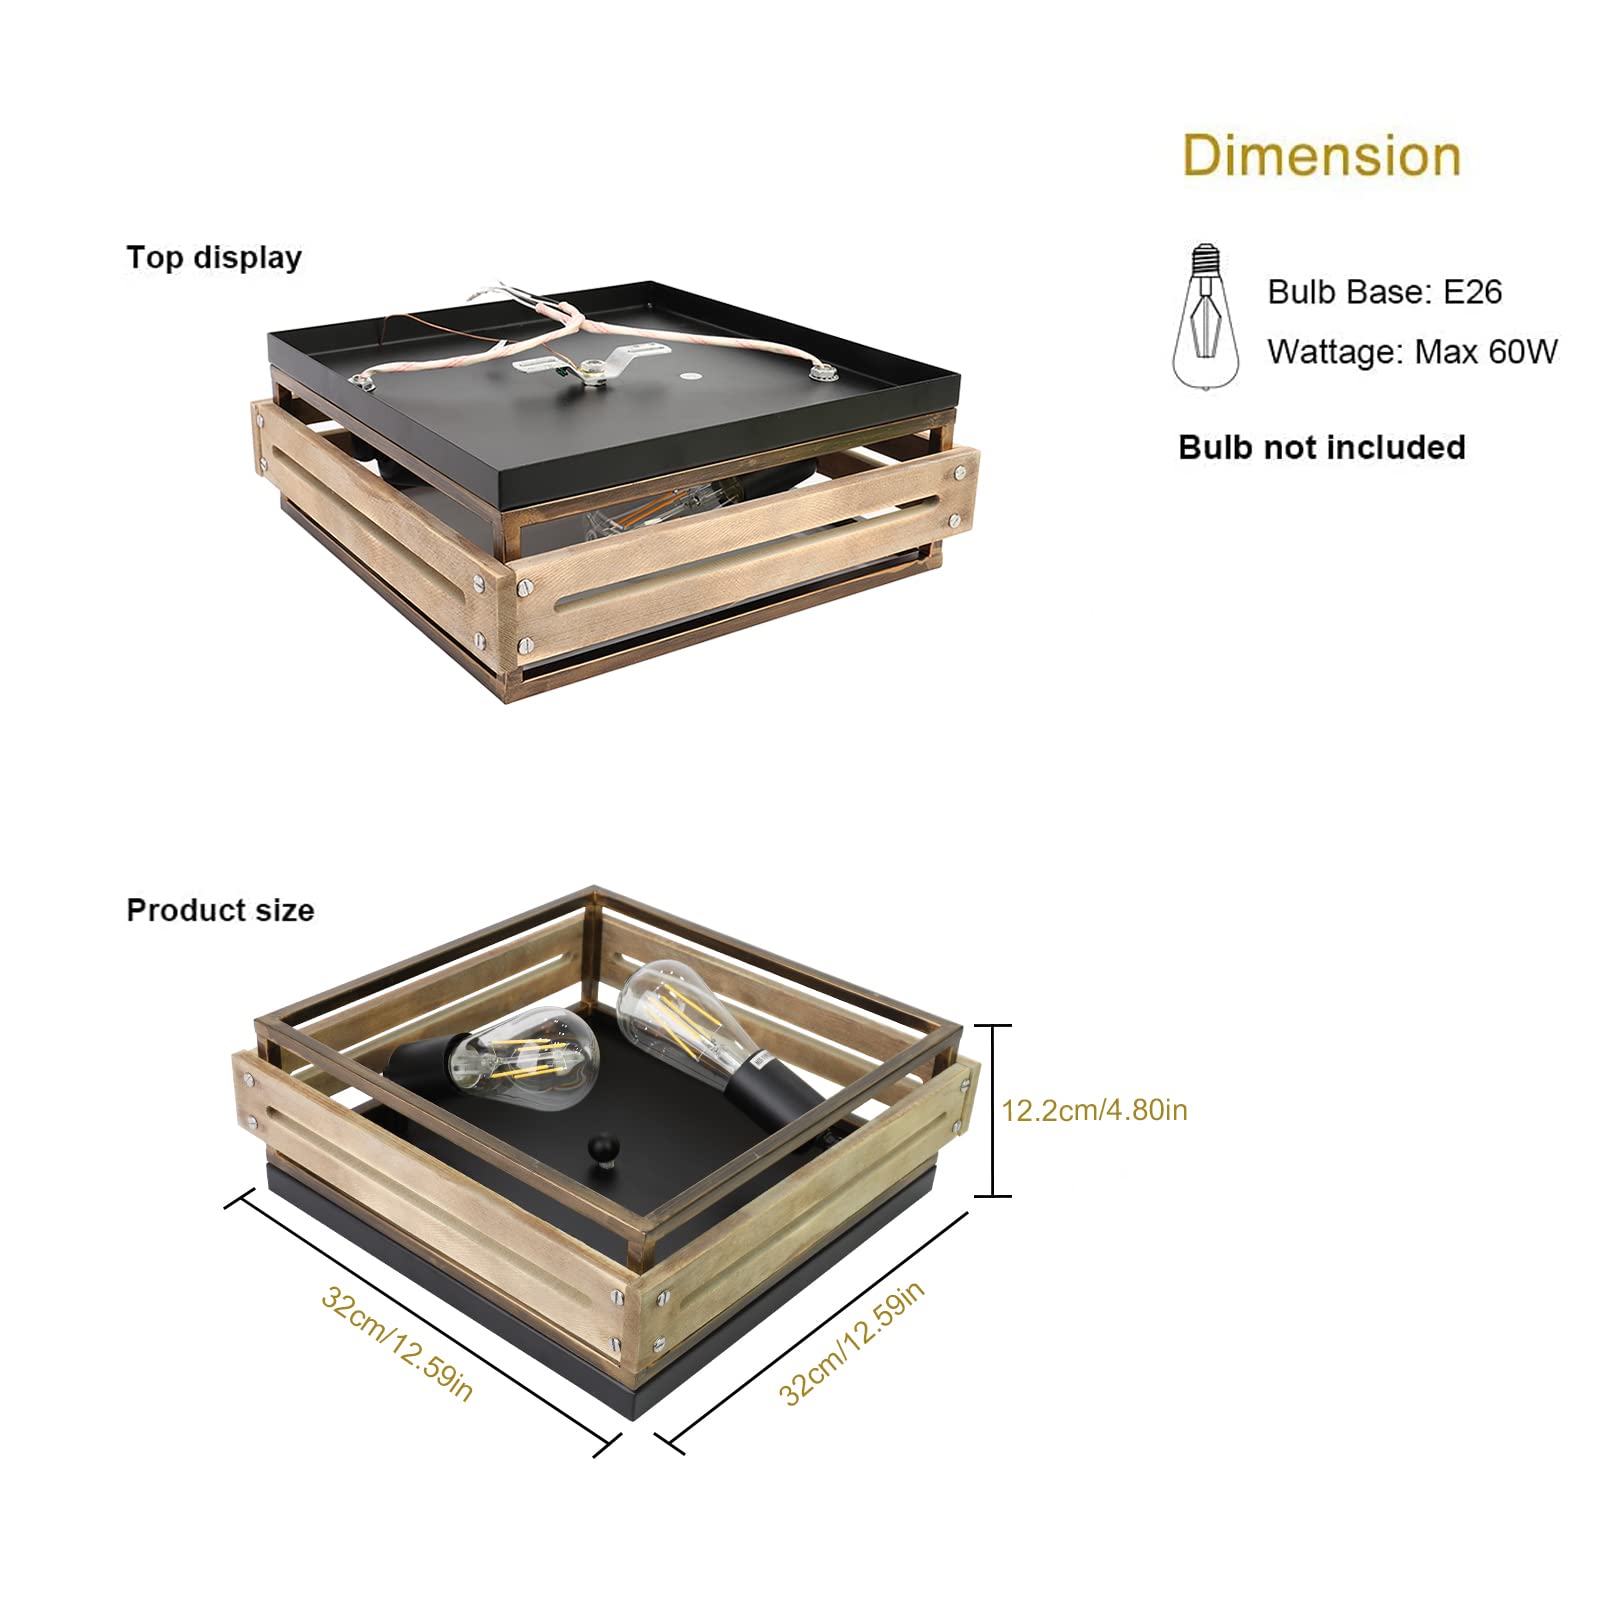 Dimension
Top display
Bulb Base: E26
Wattage: Max 60W
Bulb not included
Product size
12.2cm/4.80in
32cm/12.59in
32cm/12.59in